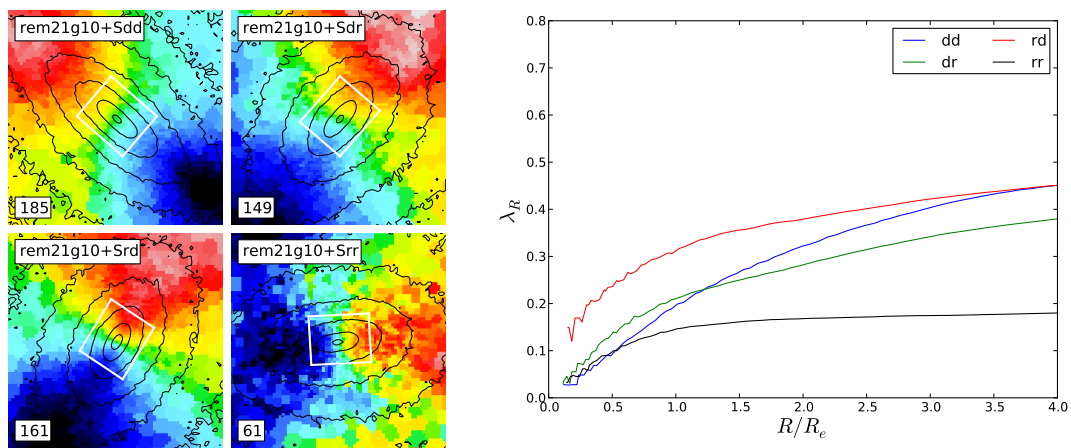 rem21g10+Sdd
185
rem21g10+Sdr
149
rem21g10+Srd
161
rem21g10+Srr
61
0.8
0.7
0.6
0.5
0.4
0.3
0.2
0.1
0.0
λ_R
dd
rd
dr
rr
0.0 0.5 1.0 1.5 2.0 2.5 3.0 3.5 4.0
R/R_e